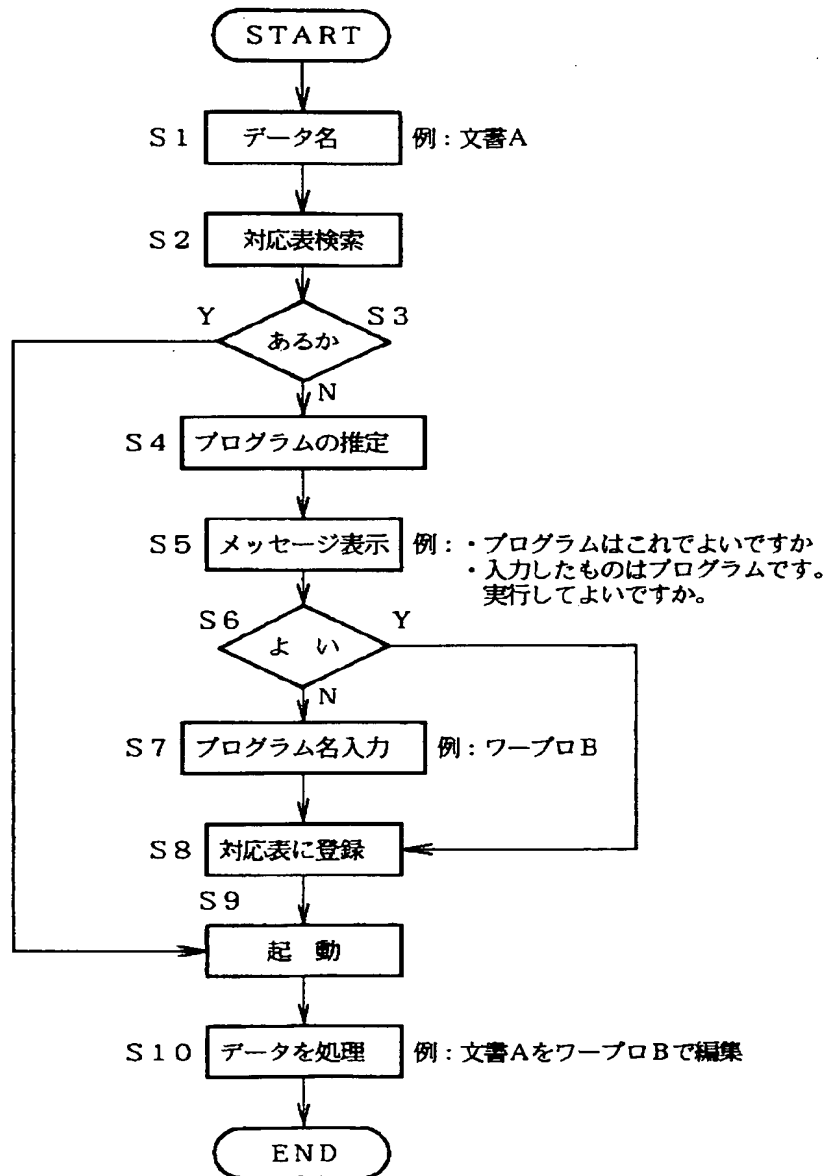 START
S1 データ名 例：文書A
S2 対応表検索
Y S3
あるか
N
S4 プログラムの推定
S5 メッセージ表示 例：・プログラムはこれでよいですか
・入力したものはプログラムです。
実行してよいですか。
S6 Y
よ い
N
S7 プログラム名入力 例：ワープロB
S8 対応表に登録
S9
起 動
S10 データを処理 例：文書AをワープロBで編集
END